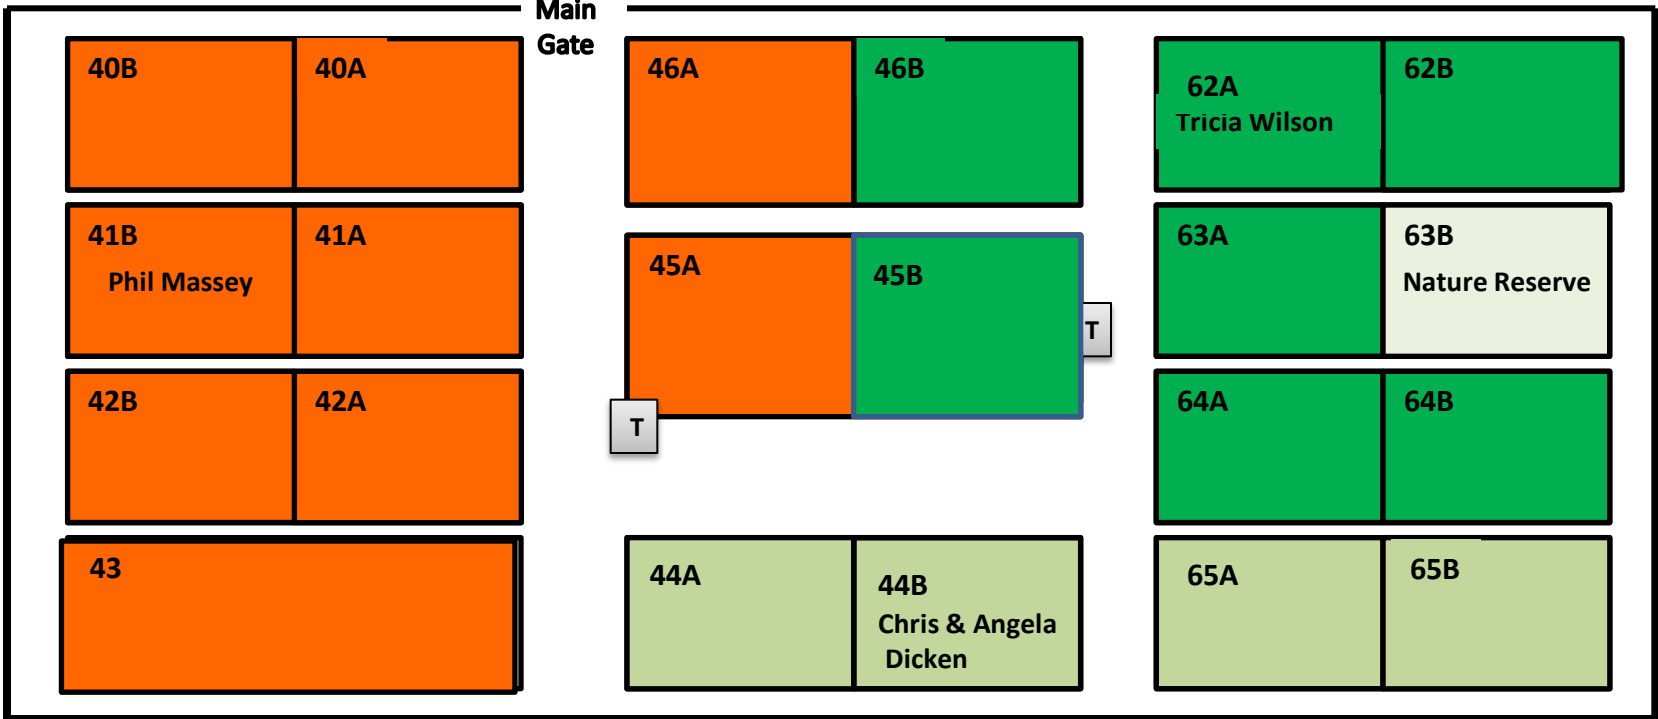 Main
Gate
40B
40A
46A
46B
62A
Tricia Wilson
62B
41B
Phil Massey
41A
45A
45B
T
T
63A
63B
Nature Reserve
42B
42A
64A
64B
43
44A
44B
Chris & Angela
Dicken
65A
65B